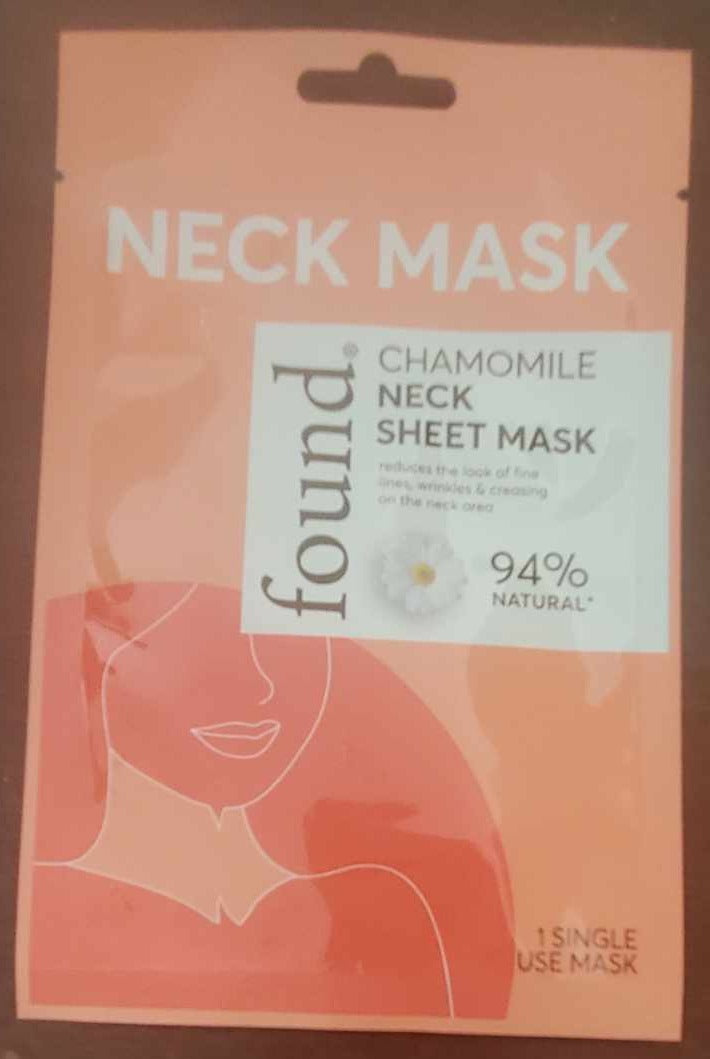 NECK MASK
found®
CHAMOMILE
NECK
SHEET MASK
reduces the look of fine
lines, wrinkles & creasing
on the neck area
94%
NATURAL*
1 SINGLE
USE MASK